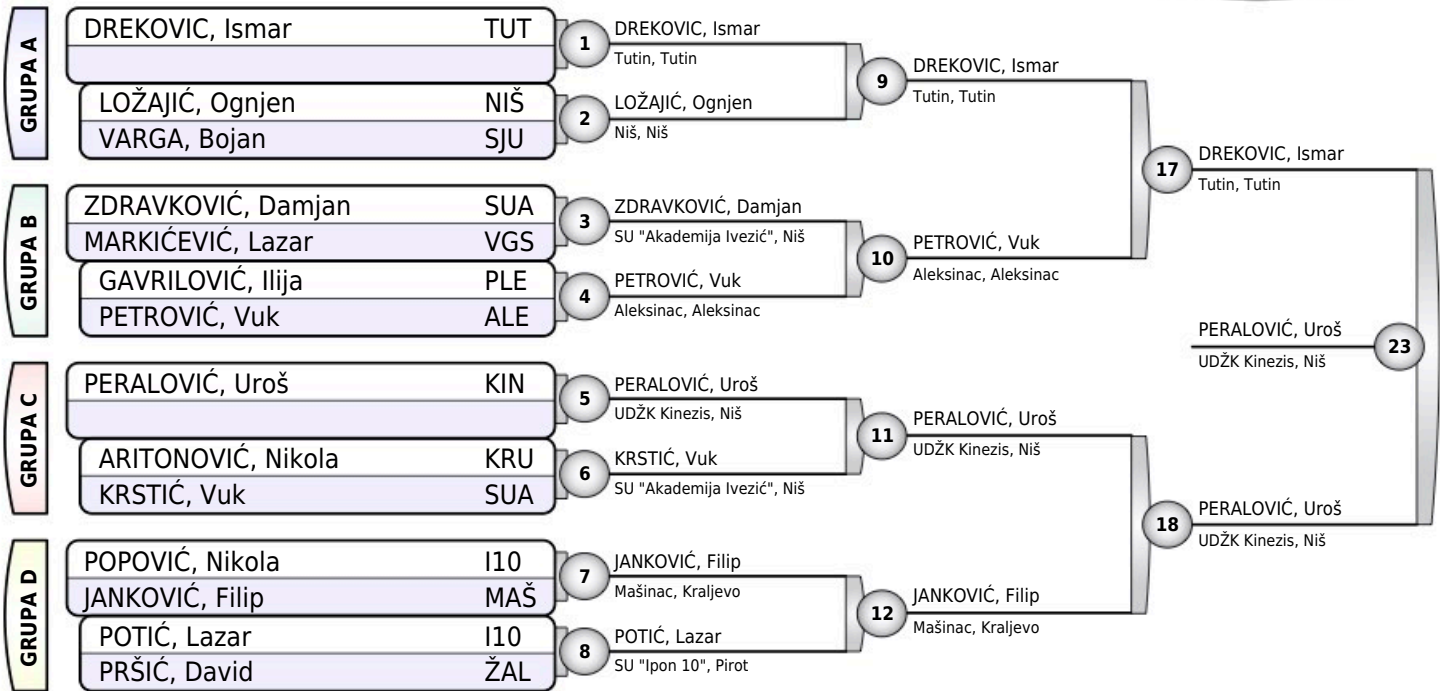 GRUPA A
DREKOVIC, Ismar TUT
LOŽAJIĆ, Ognjen NIŠ
VARGA, Bojan SJU
GRUPA B
ZDRAVKOVIĆ, Damjan SUA
MARKIĆEVIĆ, Lazar VGS
GAVRILOVIĆ, Ilija PLE
PETROVIĆ, Vuk ALE
GRUPA C
PERALOVIĆ, Uroš KIN
ARITONOVIĆ, Nikola KRU
KRSTIĆ, Vuk SUA
GRUPA D
POPOVIĆ, Nikola I10
JANKOVIĆ, Filip MAŠ
POTIĆ, Lazar I10
PRŠIĆ, David ŽAL
1
DREKOVIC, Ismar
Tutin, Tutin
2
LOŽAJIĆ, Ognjen
Niš, Niš
3
ZDRAVKOVIĆ, Damjan
SU "Akademija Ivezić", Niš
4
PETROVIĆ, Vuk
Aleksinac, Aleksinac
5
PERALOVIĆ, Uroš
UDŽK Kinezis, Niš
6
KRSTIĆ, Vuk
SU "Akademija Ivezić", Niš
7
JANKOVIĆ, Filip
Mašinac, Kraljevo
8
POTIĆ, Lazar
SU "Ipon 10", Pirot
9
DREKOVIC, Ismar
Tutin, Tutin
10
PETROVIĆ, Vuk
Aleksinac, Aleksinac
11
PERALOVIĆ, Uroš
UDŽK Kinezis, Niš
12
JANKOVIĆ, Filip
Mašinac, Kraljevo
17
DREKOVIC, Ismar
Tutin, Tutin
18
PERALOVIĆ, Uroš
UDŽK Kinezis, Niš
PERALOVIĆ, Uroš
UDŽK Kinezis, Niš
23